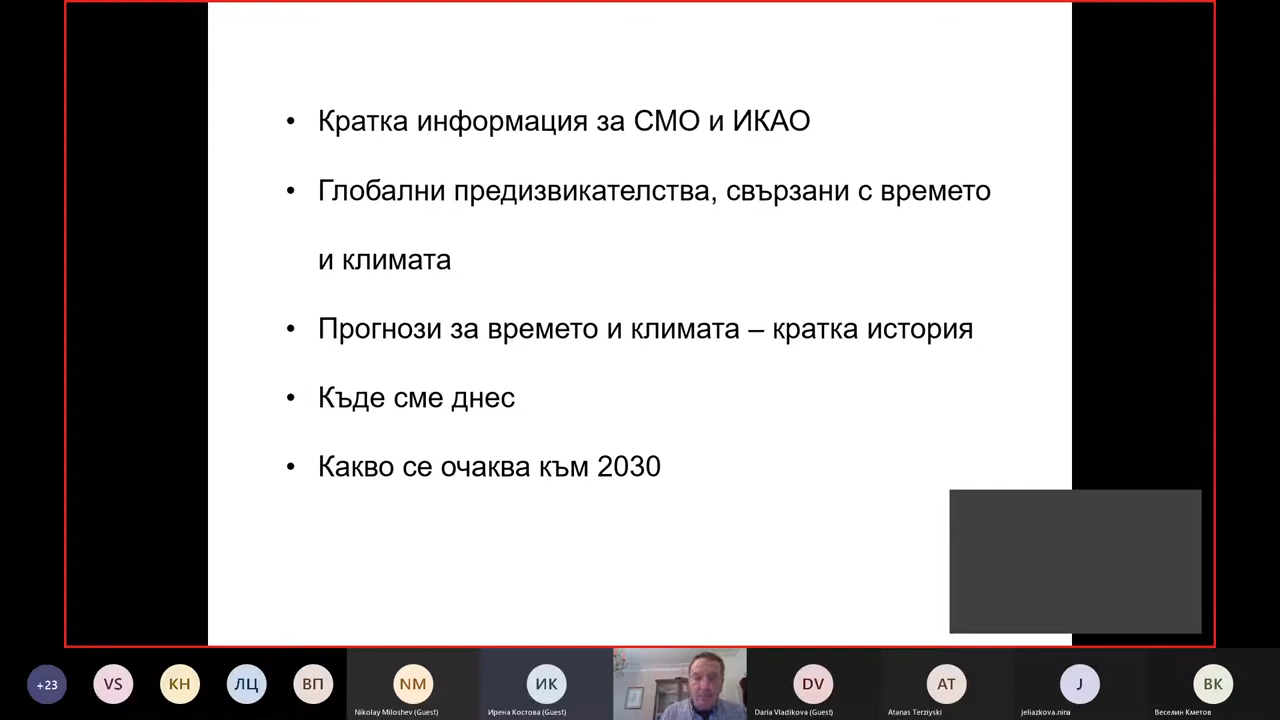 • Кратка информация за СМО и ИКАО
• Глобални предизвикателства, свързани с времето
и климата
• Прогнози за времето и климата – кратка история
• Къде сме днес
• Какво се очаква към 2030
+23
VS
КН
ЛЦ
ВП
NM
ИК
DV
AT
J
ВК
Nikolay Miloshev (Guest)
Ирена Костова (Guest)
Daria Vladikova (Guest)
Atanas Terziyski
jeliazkova.nina
Веселин Кметов